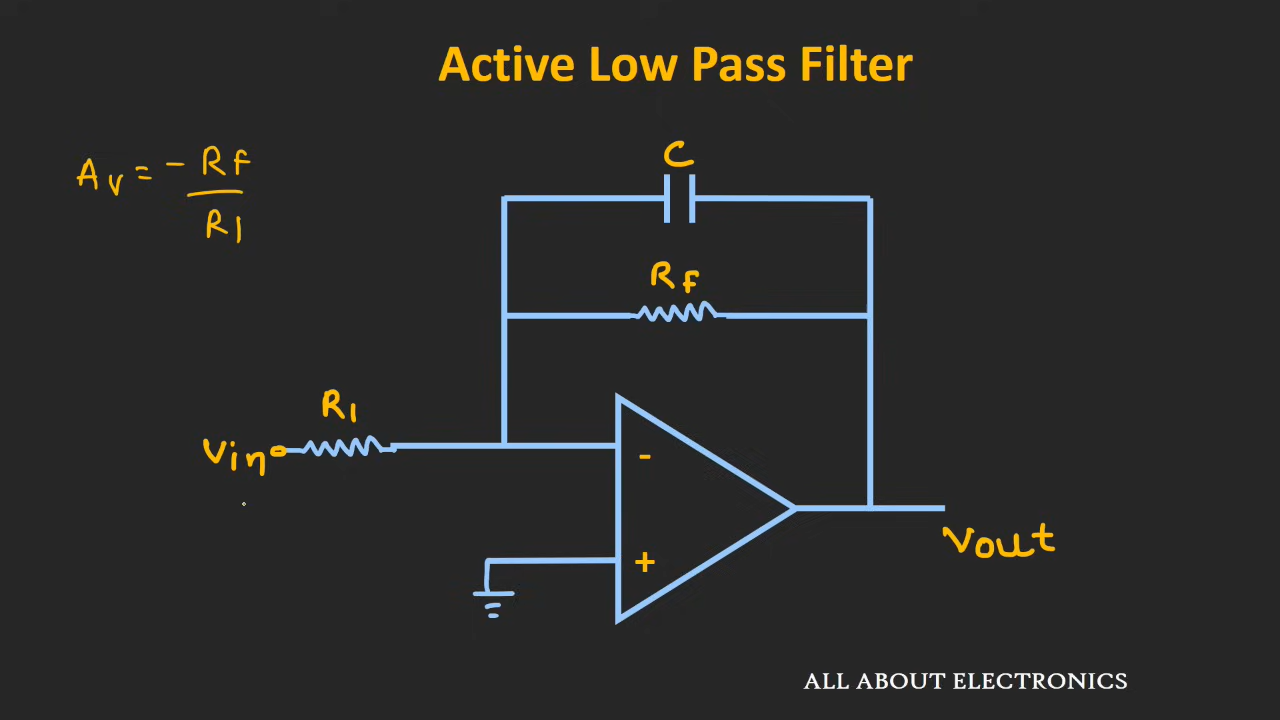 Active Low Pass Filter
Av = - Rf
R1
C
Rf
R1
Vin
-
+
Vout
ALL ABOUT ELECTRONICS